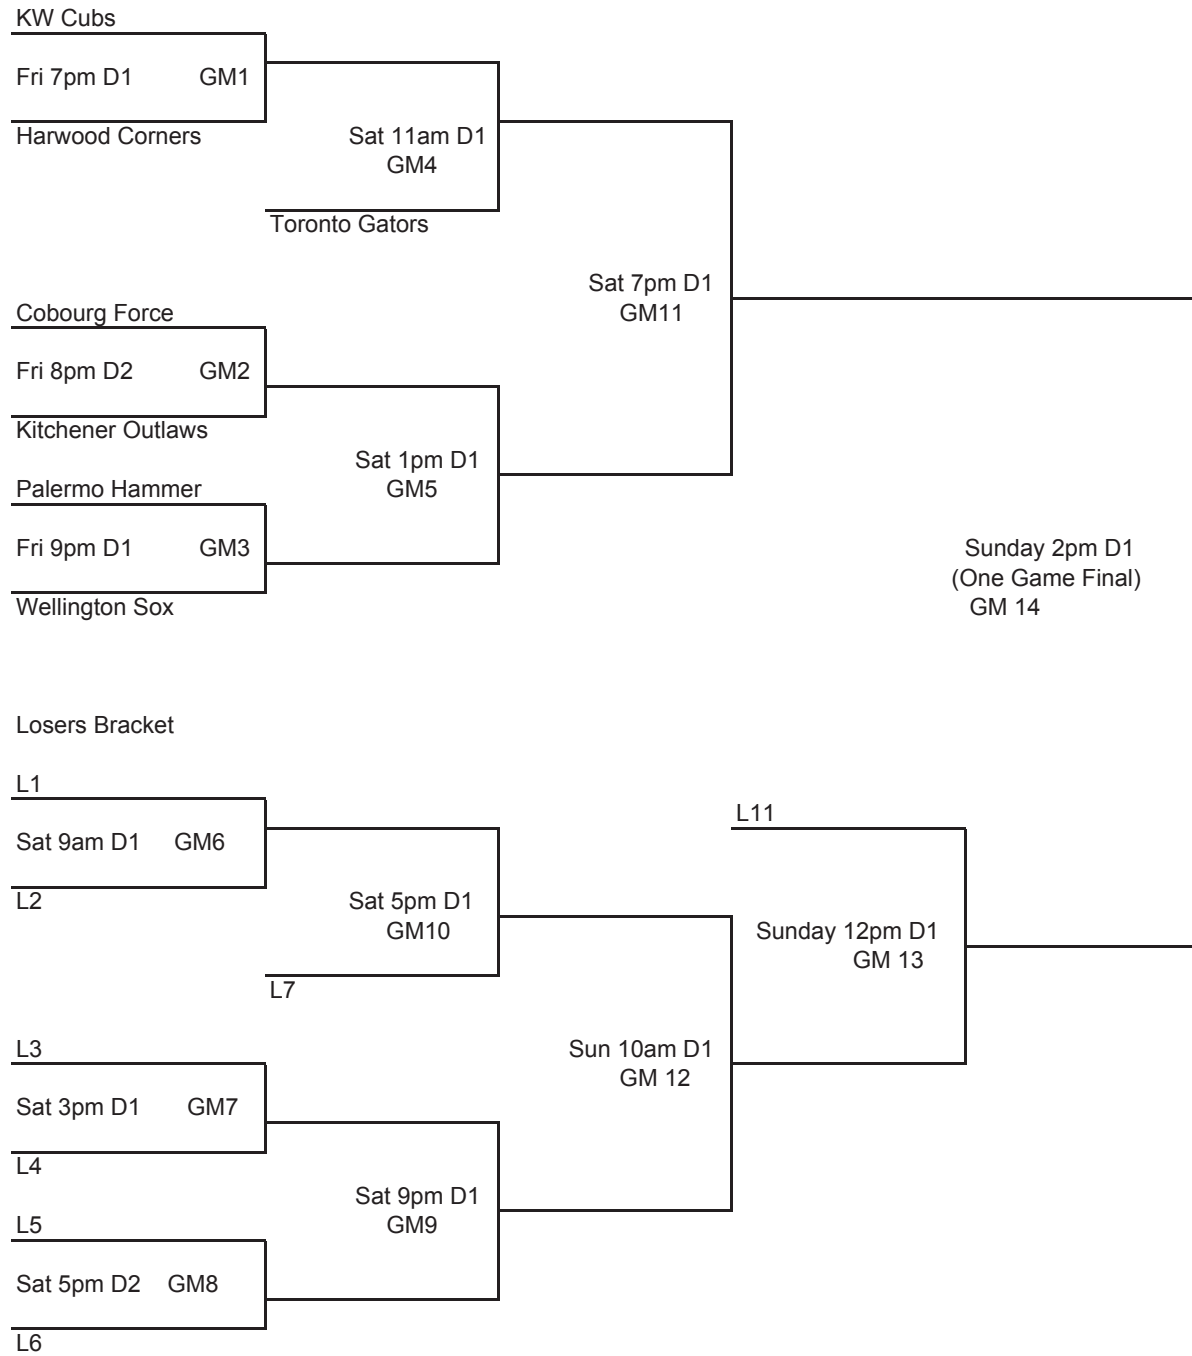 KW Cubs
Fri 7pm D1 GM1
Harwood Corners
Sat 11am D1
GM4
Toronto Gators
Sat 7pm D1
GM11
Cobourg Force
Fri 8pm D2 GM2
Kitchener Outlaws
Sat 1pm D1
GM5
Palermo Hammer
Fri 9pm D1 GM3
Wellington Sox
Sunday 2pm D1
(One Game Final)
GM 14
Losers Bracket
L1
Sat 9am D1 GM6
L2
Sat 5pm D1
GM10
L7
L11
Sunday 12pm D1
GM 13
L3
Sat 3pm D1 GM7
L4
Sun 10am D1
GM 12
Sat 9pm D1
GM9
L5
Sat 5pm D2 GM8
L6